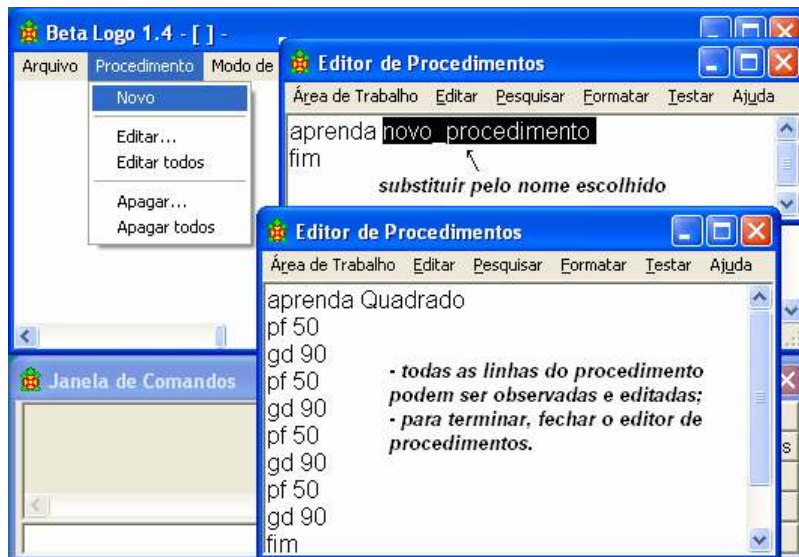 Beta Logo 1.4 - [ ] -
Arquivo Procedimento Modo de
Novo
Editar...
Editar todos
Apagar...
Apagar todos
Editor de Procedimentos
Área de Trabalho Editar Pesquisar Formatar Testar Ajuda
aprenda novo_procedimento
fim
substituir pelo nome escolhido
Editor de Procedimentos
Área de Trabalho Editar Pesquisar Formatar Testar Ajuda
aprenda Quadrado
pf 50
gd 90
pf 50
gd 90
pf 50
gd 90
pf 50
gd 90
fim
- todas as linhas do procedimento
podem ser observadas e editadas;
- para terminar, fechar o editor de
procedimentos.
Janela de Comandos
s